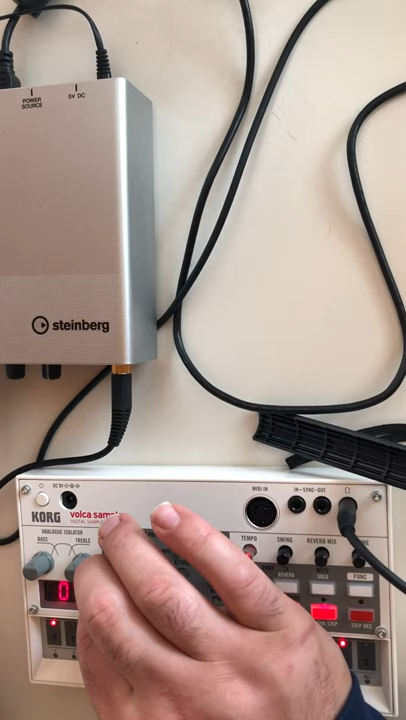 POWER
SOURCE
5V DC
steinberg
DC 9V
MIDI IN
IN-SYNC-OUT
KORG
volca sample
DIGITAL SAMPLE
ANALOGUE ISOLATOR
BASS
TREBLE
TEMPO
SWING
REVERB MIX
REVERB
SOLO
FUNC
STEP REC
0